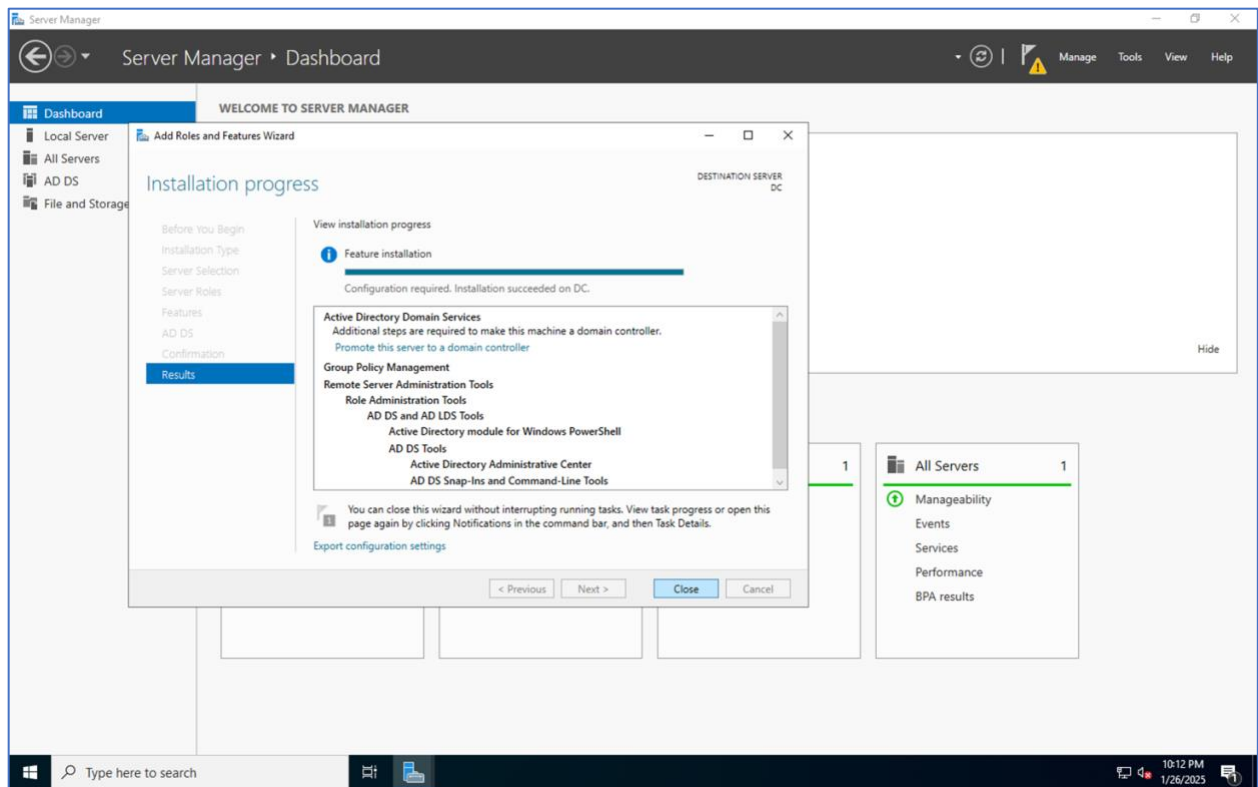 Server Manager
Server Manager ‣ Dashboard
Manage
Tools
View
Help
Dashboard
Local Server
All Servers
AD DS
File and Storage
WELCOME TO SERVER MANAGER
Add Roles and Features Wizard
Installation progress
DESTINATION SERVER
DC
Before You Begin
Installation Type
Server Selection
Server Roles
Features
AD DS
Confirmation
Results
View installation progress
Feature installation
Configuration required. Installation succeeded on DC.
Active Directory Domain Services
Additional steps are required to make this machine a domain controller.
Promote this server to a domain controller
Group Policy Management
Remote Server Administration Tools
Role Administration Tools
AD DS and AD LDS Tools
Active Directory module for Windows PowerShell
AD DS Tools
Active Directory Administrative Center
AD DS Snap-Ins and Command-Line Tools
1
You can close this wizard without interrupting running tasks. View task progress or open this
page again by clicking Notifications in the command bar, and then Task Details.
Export configuration settings
< Previous
Next >
Close
Cancel
Hide
1
All Servers
1
Manageability
Events
Services
Performance
BPA results
Type here to search
10:12 PM
1/26/2025
1